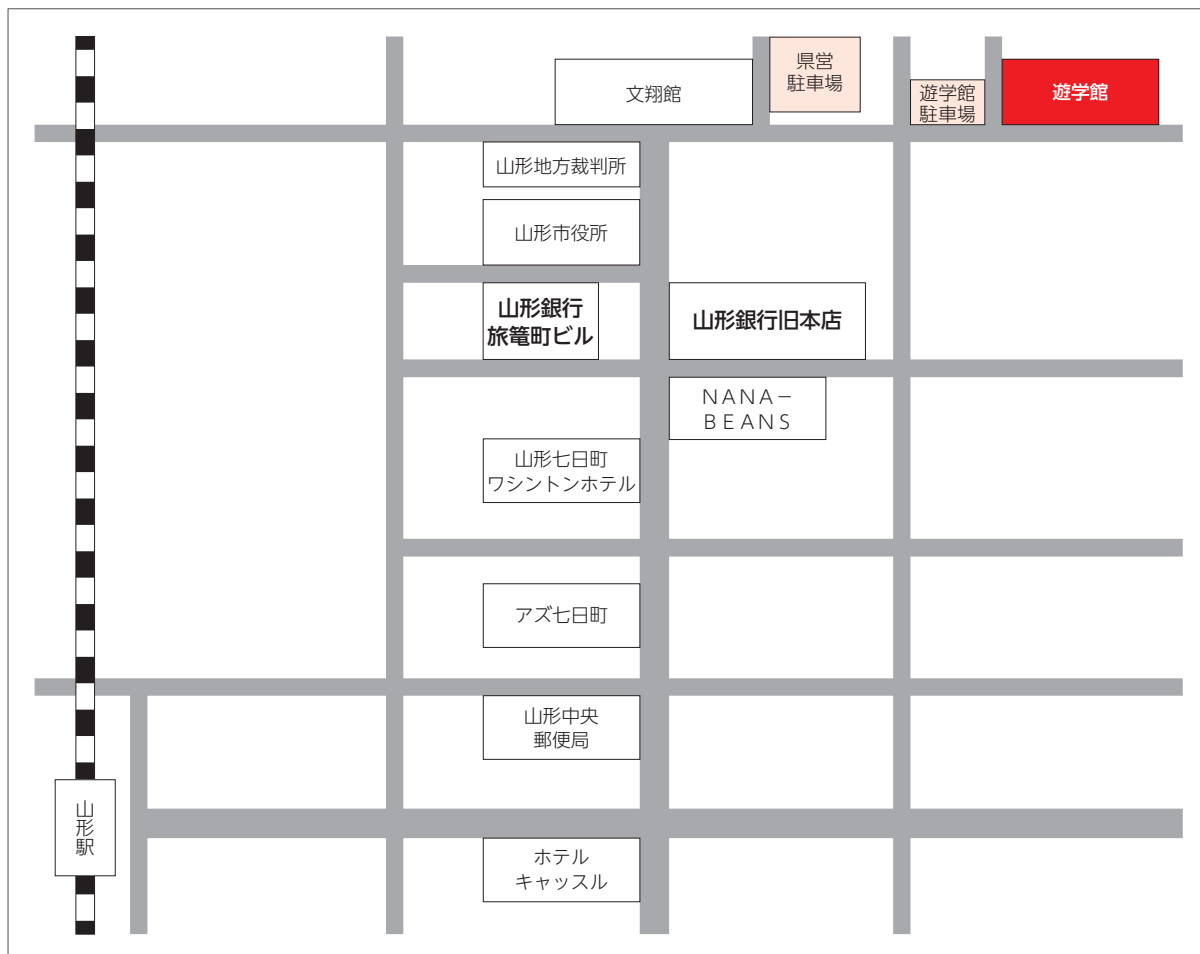 文翔館
県営
駐車場
遊学館
駐車場
遊学館
山形地方裁判所
山形市役所
山形銀行
旅篭町ビル
山形銀行旧本店
NANA−
BEANS
山形七日町
ワシントンホテル
アズ七日町
山形中央
郵便局
山形駅
ホテル
キャッスル